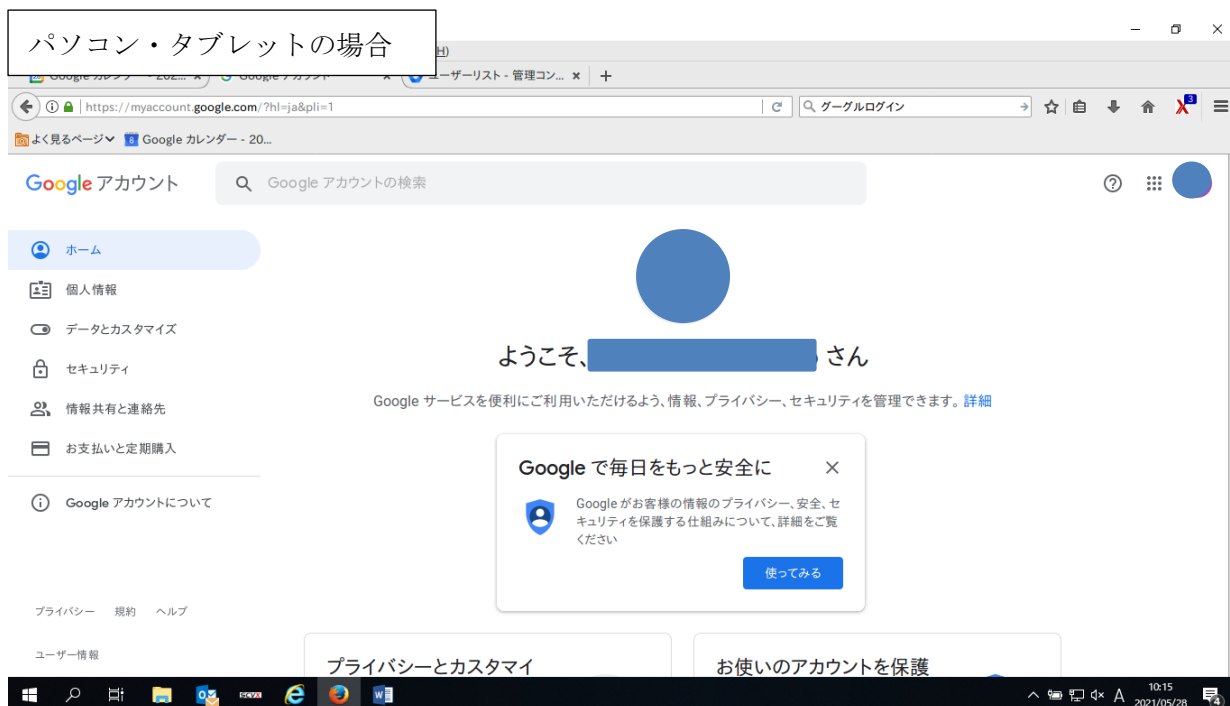 パソコン・タブレットの場合
H)
Google カレンダー - 202...
ユーザーリスト - 管理コン...
https://myaccount.google.com/?hl=ja&pli=1
グーグルログイン
3
よく見るページ
8 Google カレンダー - 20...
Google アカウント
Google アカウントの検索
ホーム
個人情報
データとカスタマイズ
セキュリティ
情報共有と連絡先
お支払いと定期購入
Google アカウントについて
ようこそ、
さん
Google サービスを便利にご利用いただけるよう、情報、プライバシー、セキュリティを管理できます。詳細
Google で毎日をもっと安全に
Google がお客様の情報のプライバシー、安全、セ
キュリティを保護する仕組みについて、詳細をご覧
ください
使ってみる
プライバシー 規約 ヘルプ
ユーザー情報
プライバシーとカスタマイ
お使いのアカウントを保護
SCVX
A
10:15
2021/05/28
4